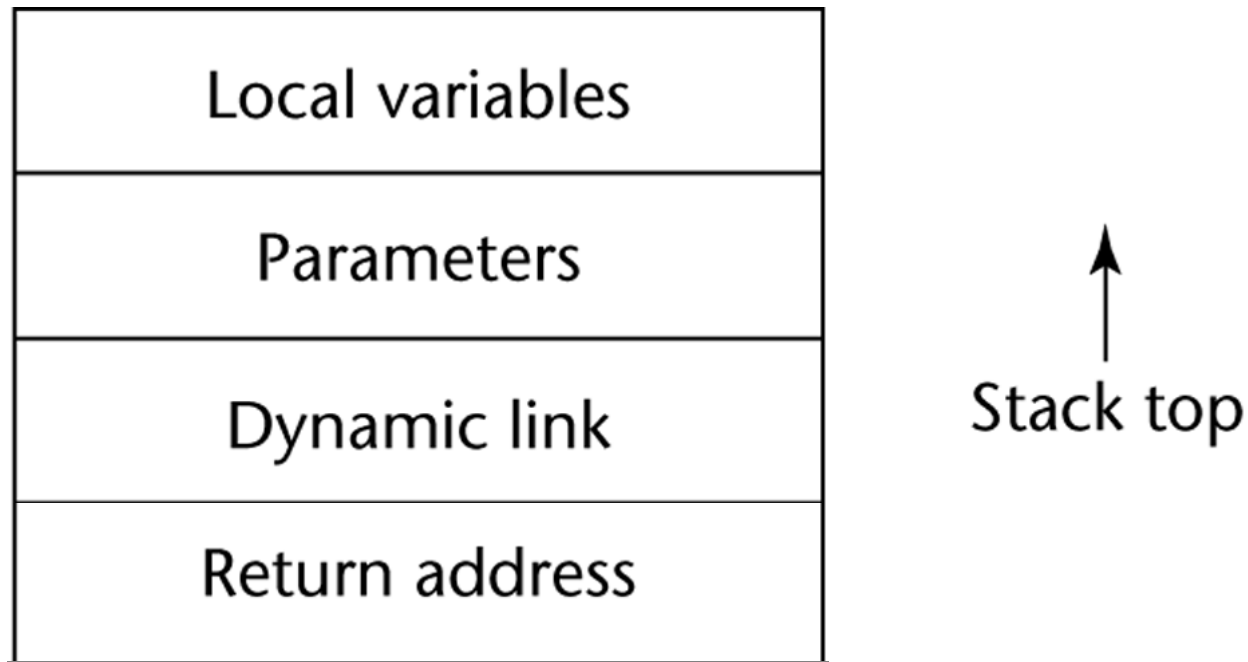 Local variables
Parameters
Dynamic link
Return address
Stack top